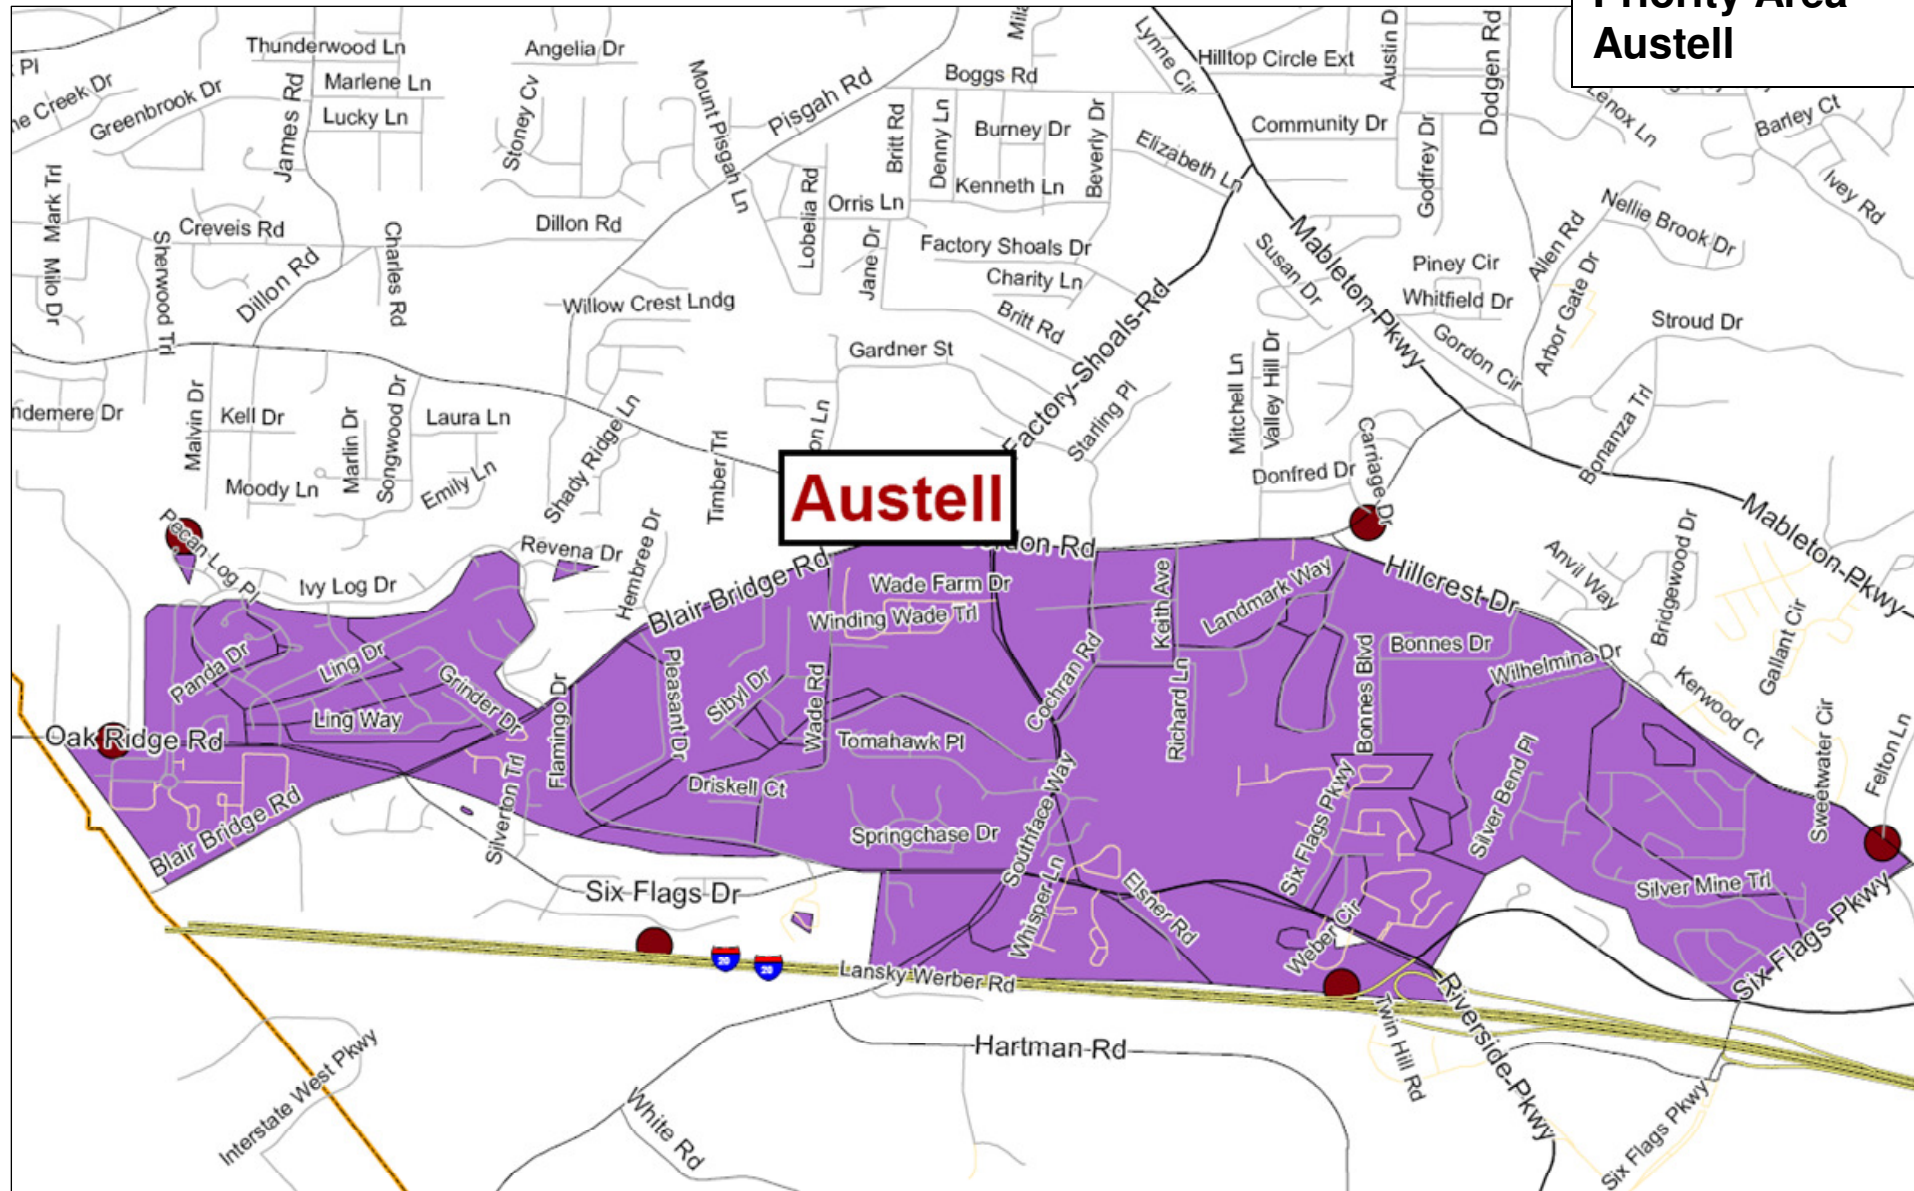 Priority Area
Austell
Pl
Thunderwood Ln
Angelia Dr
Lynne Cir
Hilltop Circle Ext
Austin D
Dodgen Rd
ne Creek Dr
Greenbrook Dr
James Rd
Marlene Ln
Lucky Ln
Stoney Cv
Mount Pisgah Ln
Pisgah Rd
Boggs Rd
Britt Rd
Denny Ln
Burney Dr
Beverly Dr
Elizabeth Ln
Community Dr
Godfrey Dr
Lenox Ln
Barley Ct
Ivey Rd
Mark Trl
Milo Dr
Creveis Rd
Sherwood Trl
Dillon Rd
Charles Rd
Dillon Rd
Lobelia Rd
Orris Ln
Kenneth Ln
Jane Dr
Factory Shoals Dr
Charity Ln
Britt Rd
Factory-Shoals-Rd
Susan Dr
Mableton-Pkwy
Piney Cir
Whitfield Dr
Allen Rd
Nellie Brook Dr
Arbor Gate Dr
Stroud Dr
Willow Crest Lndg
Gardner St
Starling Pl
Mitchell Ln
Valley Hill Dr
Gordon Cir
Bonanza Trl
ndemere Dr
Malvin Dr
Kell Dr
Marlin Dr
Songwood Dr
Laura Ln
Shady Ridge Ln
Timber Trl
on Ln
Moody Ln
Emily Ln
Donfred Dr
Carriage Dr
Mableton-Pkwy
Austell
Pecan Log Pl
Ivy Log Dr
Revena Dr
Hembree Dr
Blair Bridge Rd
don Rd
Hillcrest Dr
Anvil Way
Bridgewood Dr
Gallant Cir
Wade Farm Dr
Winding Wade Trl
Keith Ave
Landmark Way
Panda Dr
Ling Dr
Grinder Dr
Ling Way
Flamingo Dr
Pleasant Dr
Sibyl Dr
Wade Rd
Cochran Rd
Richard Ln
Bonnes Blvd
Bonnes Dr
Wilhelmina Dr
Kerwood Ct
Sweetwater Cir
Felton Ln
Oak Ridge Rd
Tomahawk Pl
Driskell Ct
Silverton Trl
Blair Bridge Rd
Springchase Dr
Southface Way
Six Flags Pkwy
Silver Bend Pl
Silver Mine Trl
Six-Flags Dr
Whisper Ln
Elsner Rd
Weber Cir
Six-Flags-Pkwy
20
20
Lansky Werber Rd
Twin Hill Rd
Riverside-Pkwy
Hartman-Rd
Interstate West Pkwy
White Rd
Six Flags Pkwy